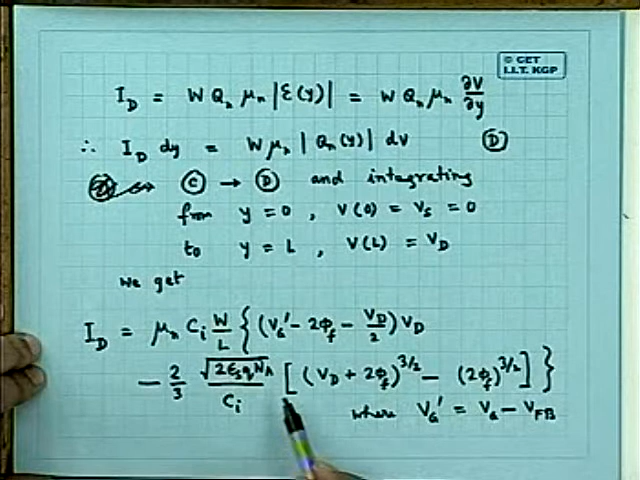 © CET
I.I.T. KGP
I_D = W Q_n μ_n |ξ(y)| = W Q_n μ_n ∂V/∂y
∴ I_D dy = W μ_n |Q_n(y)| dV (D)
(C) → (D) and integrating
from y = 0 , V(0) = V_S = 0
to y = L , V(L) = V_D
We get
I_D = μ_n C_i W/L { (V_G' - 2φ_f - V_D/2) V_D
- 2/3 √(2ε_s q N_A)/C_i [ (V_D + 2φ_f)^3/2 - (2φ_f)^3/2 ] }
where V_G' = V_G - V_FB